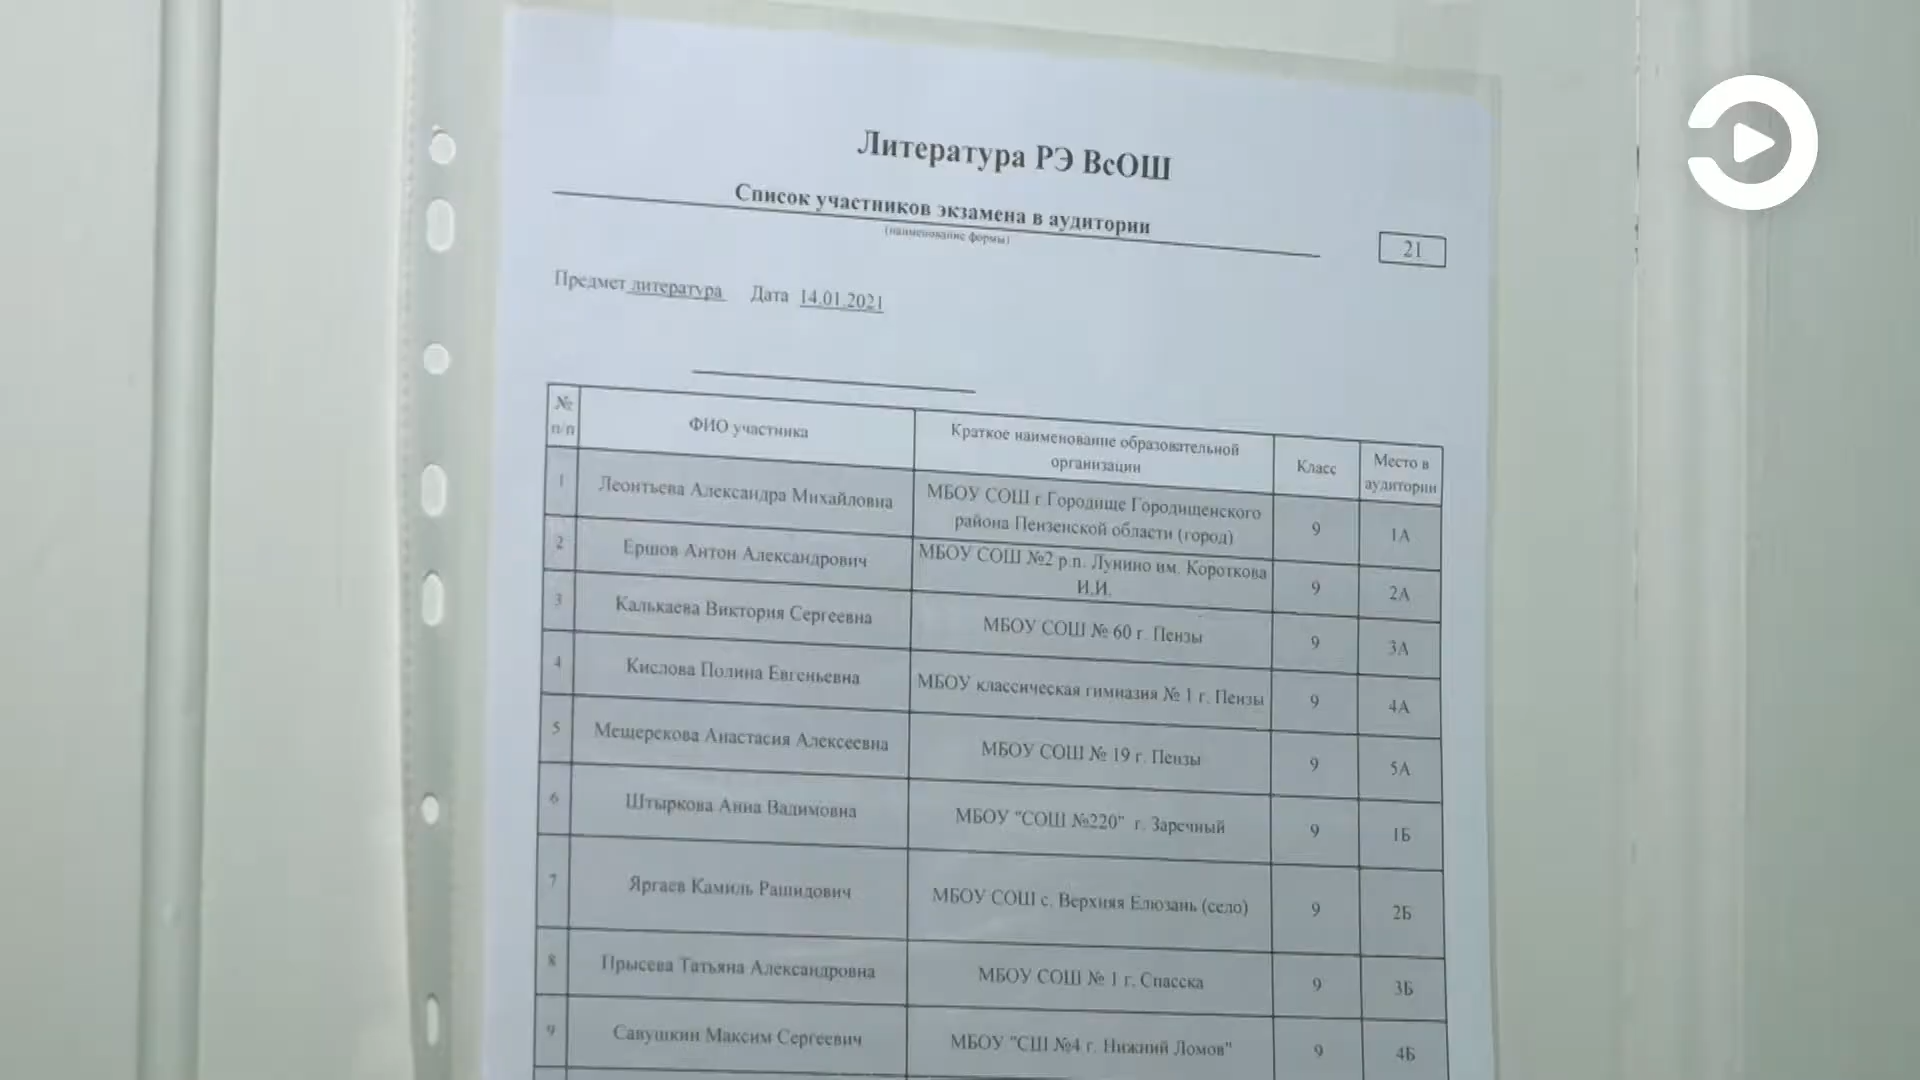 Литература РЭ ВсОШ
Список участников экзамена в аудитории
(наименование формы)
21
Предмет литература Дата 14.01.2021
№ п/п ФИО участника Краткое наименование образовательной организации Класс Место в аудитории
1 Леонтьева Александра Михайловна МБОУ СОШ г.Городище Городищенского района Пензенской области (город) 9 1А
2 Ершов Антон Александрович МБОУ СОШ №2 р.п. Лунино им. Короткова И.И. 9 2А
3 Калькаева Виктория Сергеевна МБОУ СОШ № 60 г. Пензы 9 3А
4 Кислова Полина Евгеньевна МБОУ классическая гимназия № 1 г. Пензы 9 4А
5 Мещерекова Анастасия Алексеевна МБОУ СОШ № 19 г. Пензы 9 5А
6 Штыркова Анна Вадимовна МБОУ "СОШ №220" г. Заречный 9 1Б
7 Яргаев Камиль Рашидович МБОУ СОШ с. Верхняя Елюзань (село) 9 2Б
8 Прысева Татьяна Александровна МБОУ СОШ № 1 г. Спасска 9 3Б
9 Савушкин Максим Сергеевич МБОУ "СШ №4 г. Нижний Ломов" 9 4Б